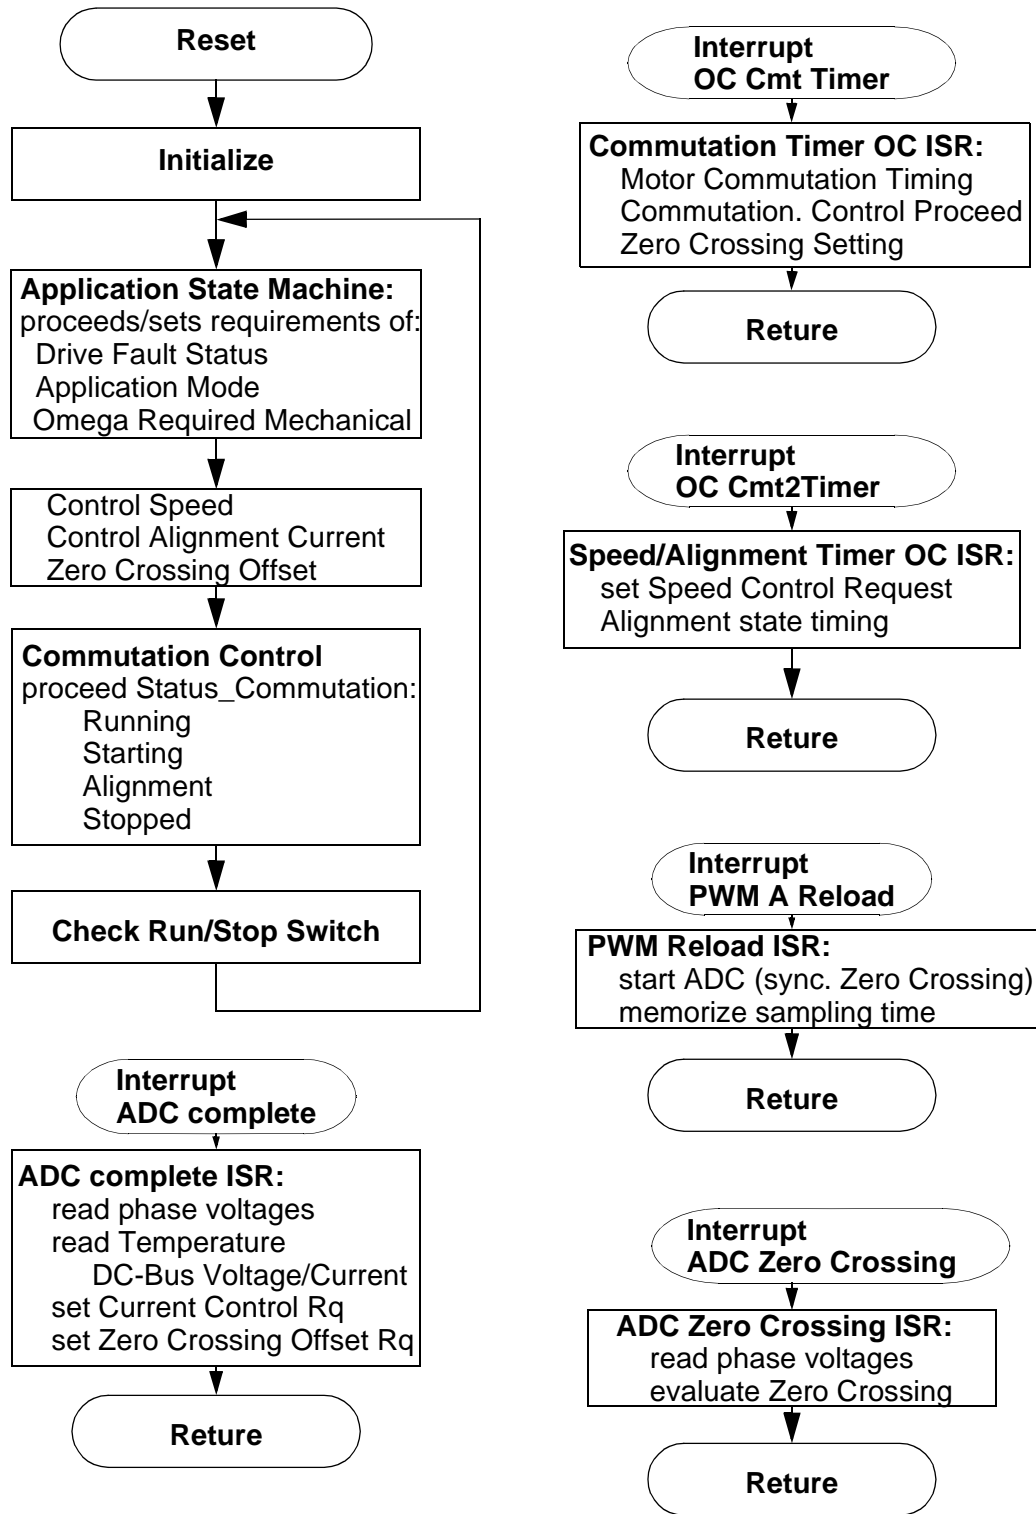 Reset
Initialize
Application State Machine:
proceeds/sets requirements of:
Drive Fault Status
Application Mode
Omega Required Mechanical
Control Speed
Control Alignment Current
Zero Crossing Offset
Commutation Control
proceed Status_Commutation:
Running
Starting
Alignment
Stopped
Check Run/Stop Switch
Interrupt
ADC complete
ADC complete ISR:
read phase voltages
read Temperature
DC-Bus Voltage/Current
set Current Control Rq
set Zero Crossing Offset Rq
Reture
Interrupt
OC Cmt Timer
Commutation Timer OC ISR:
Motor Commutation Timing
Commutation. Control Proceed
Zero Crossing Setting
Reture
Interrupt
OC Cmt2Timer
Speed/Alignment Timer OC ISR:
set Speed Control Request
Alignment state timing
Reture
Interrupt
PWM A Reload
PWM Reload ISR:
start ADC (sync. Zero Crossing)
memorize sampling time
Reture
Interrupt
ADC Zero Crossing
ADC Zero Crossing ISR:
read phase voltages
evaluate Zero Crossing
Reture